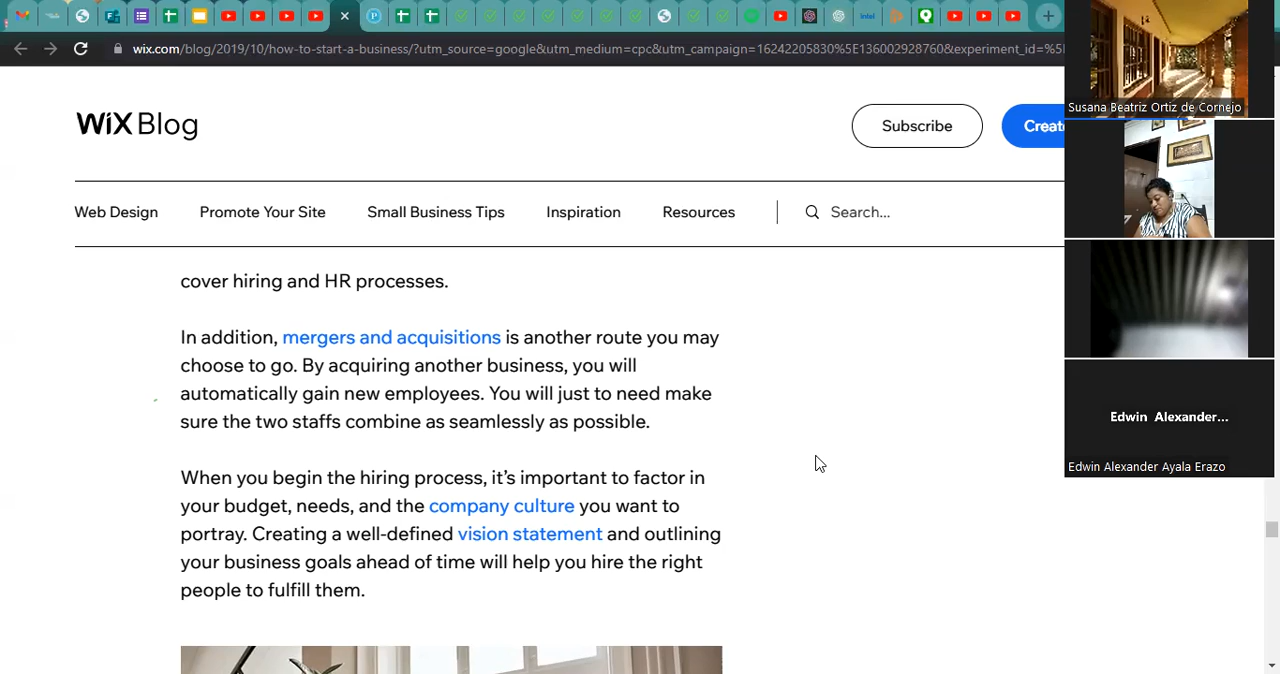 wix.com/blog/2019/10/how-to-start-a-business/?utm_source=google&utm_medium=cpc&utm_campaign=16242205830%5E136002928760&experiment_id=%5E
WiX Blog
Subscribe
Create
Web Design
Promote Your Site
Small Business Tips
Inspiration
Resources
Search...
cover hiring and HR processes.
In addition, mergers and acquisitions is another route you may
choose to go. By acquiring another business, you will
automatically gain new employees. You will just to need make
sure the two staffs combine as seamlessly as possible.
When you begin the hiring process, it's important to factor in
your budget, needs, and the company culture you want to
portray. Creating a well-defined vision statement and outlining
your business goals ahead of time will help you hire the right
people to fulfill them.
Susana Beatriz Ortiz de Cornejo
Edwin Alexander...
Edwin Alexander Ayala Erazo